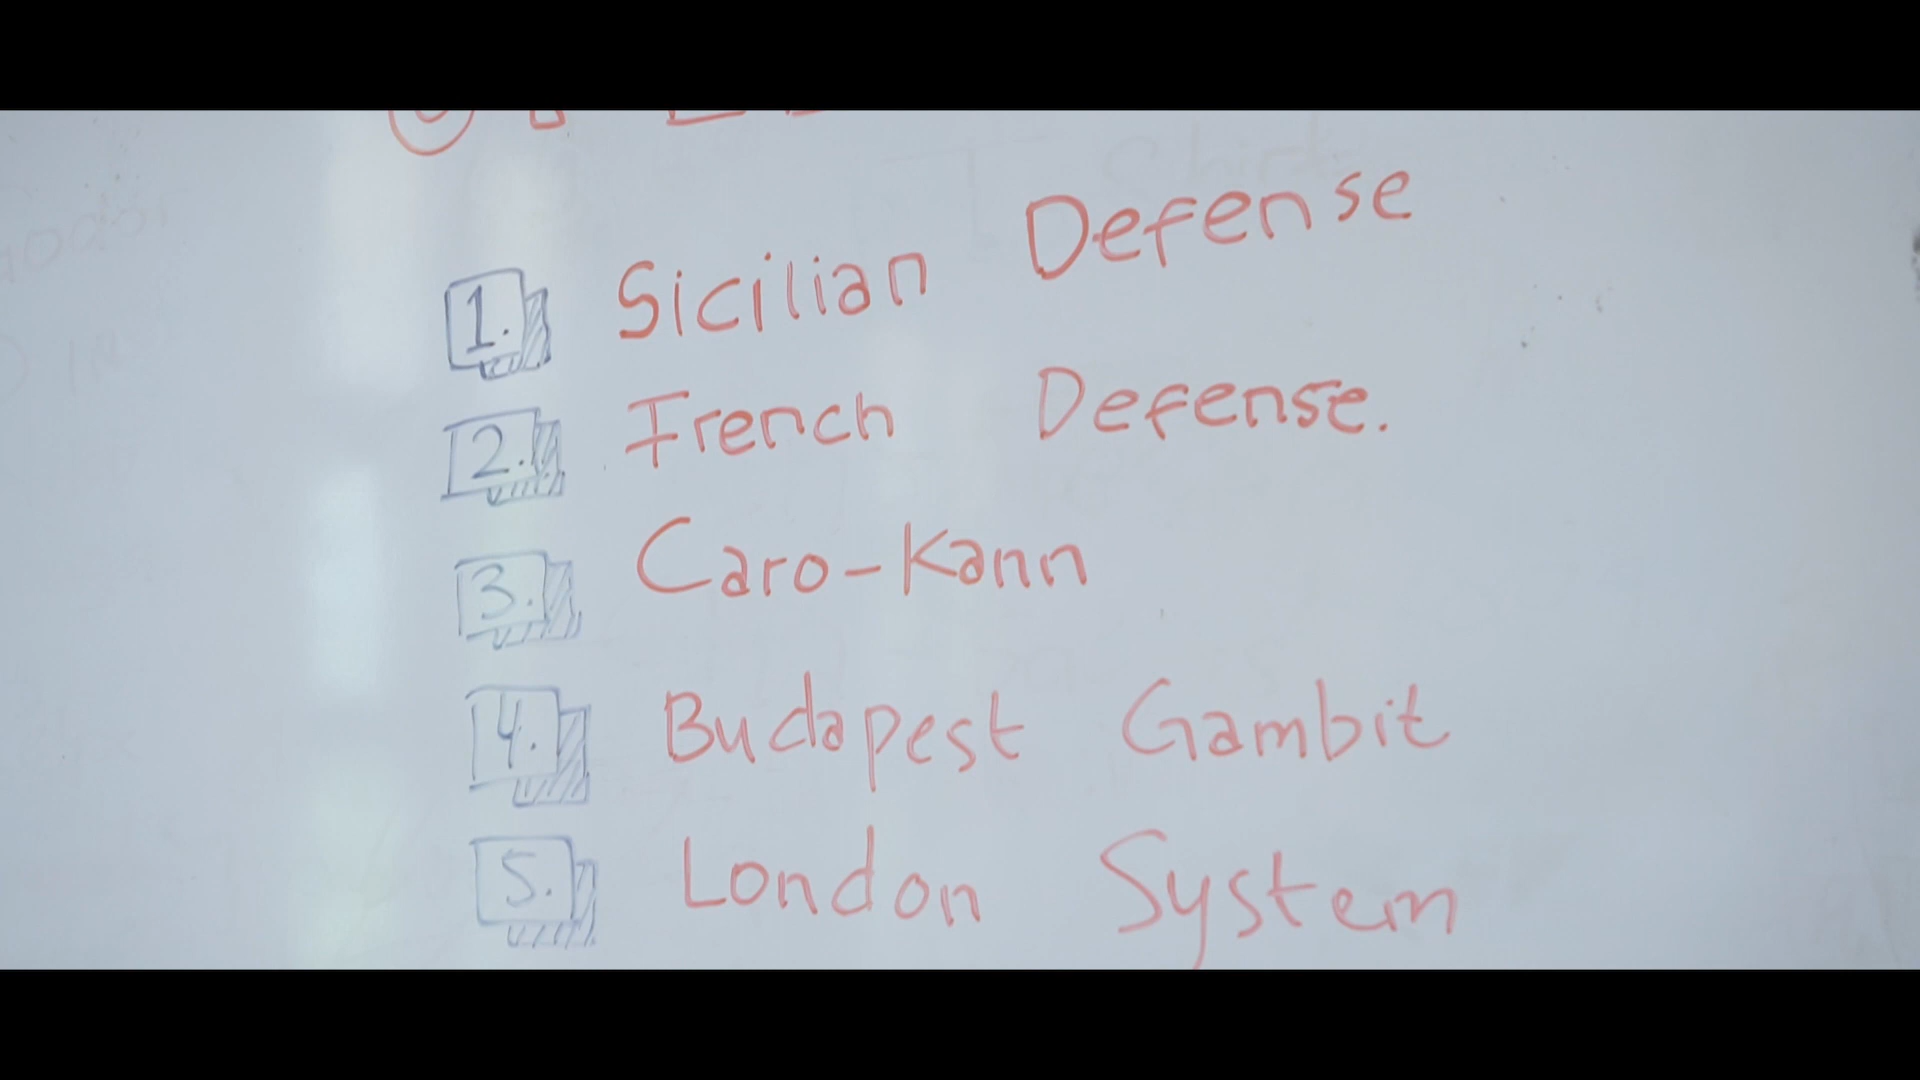 1. Sicilian Defense
2. French Defense.
3. Caro-Kann
4. Budapest Gambit
5. London System